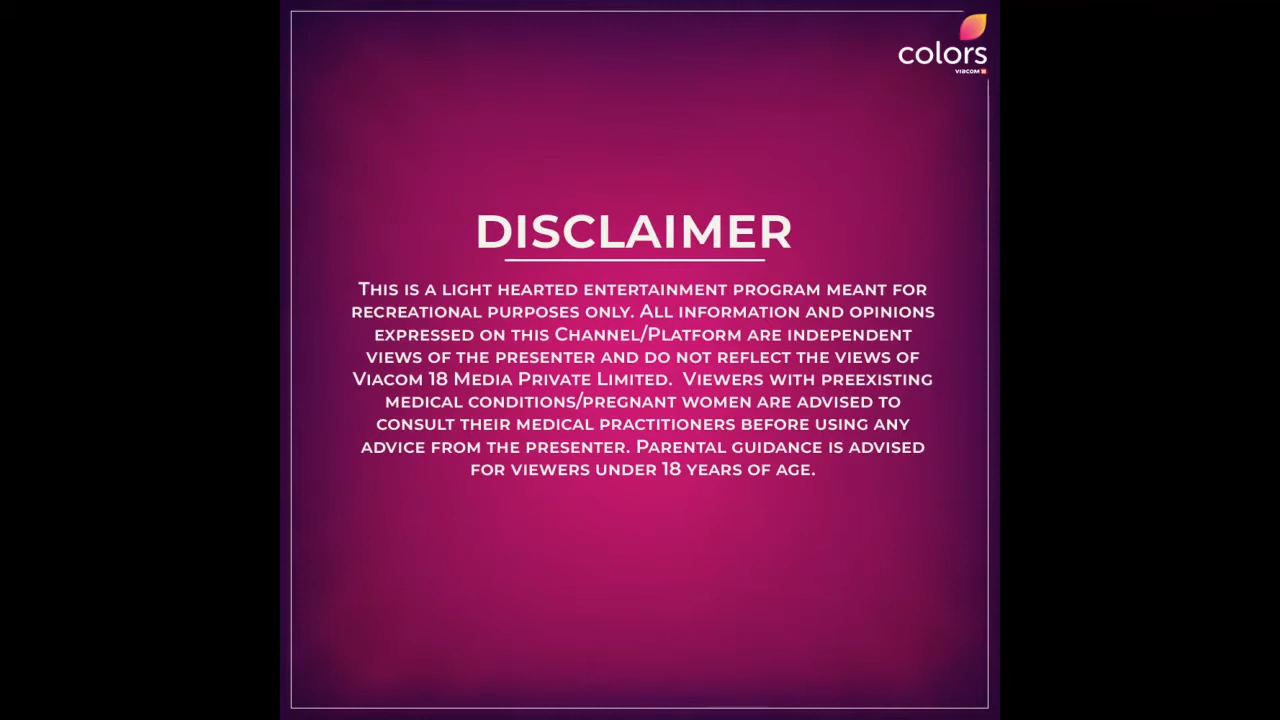 colors
VIACOM 18
DISCLAIMER
THIS IS A LIGHT HEARTED ENTERTAINMENT PROGRAM MEANT FOR
RECREATIONAL PURPOSES ONLY. ALL INFORMATION AND OPINIONS
EXPRESSED ON THIS CHANNEL/PLATFORM ARE INDEPENDENT
VIEWS OF THE PRESENTER AND DO NOT REFLECT THE VIEWS OF
VIACOM 18 MEDIA PRIVATE LIMITED. VIEWERS WITH PREEXISTING
MEDICAL CONDITIONS/PREGNANT WOMEN ARE ADVISED TO
CONSULT THEIR MEDICAL PRACTITIONERS BEFORE USING ANY
ADVICE FROM THE PRESENTER. PARENTAL GUIDANCE IS ADVISED
FOR VIEWERS UNDER 18 YEARS OF AGE.